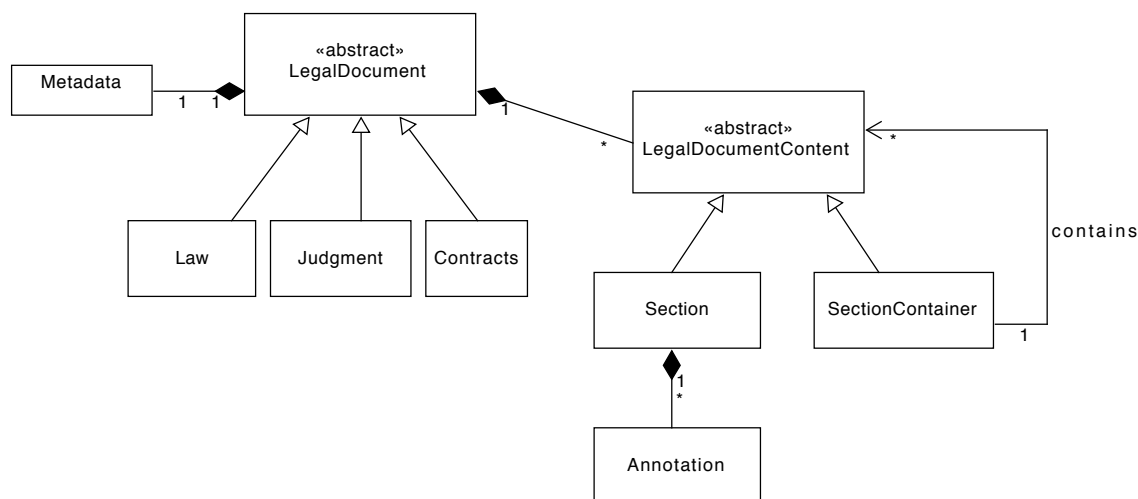 «abstract»
LegalDocument
Metadata
1
1
1
*
«abstract»
LegalDocumentContent
*
contains
Law
Judgment
Contracts
Section
SectionContainer
1
1
*
Annotation